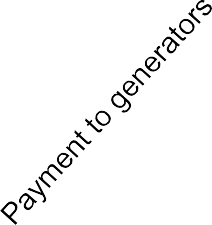 Payment to generators